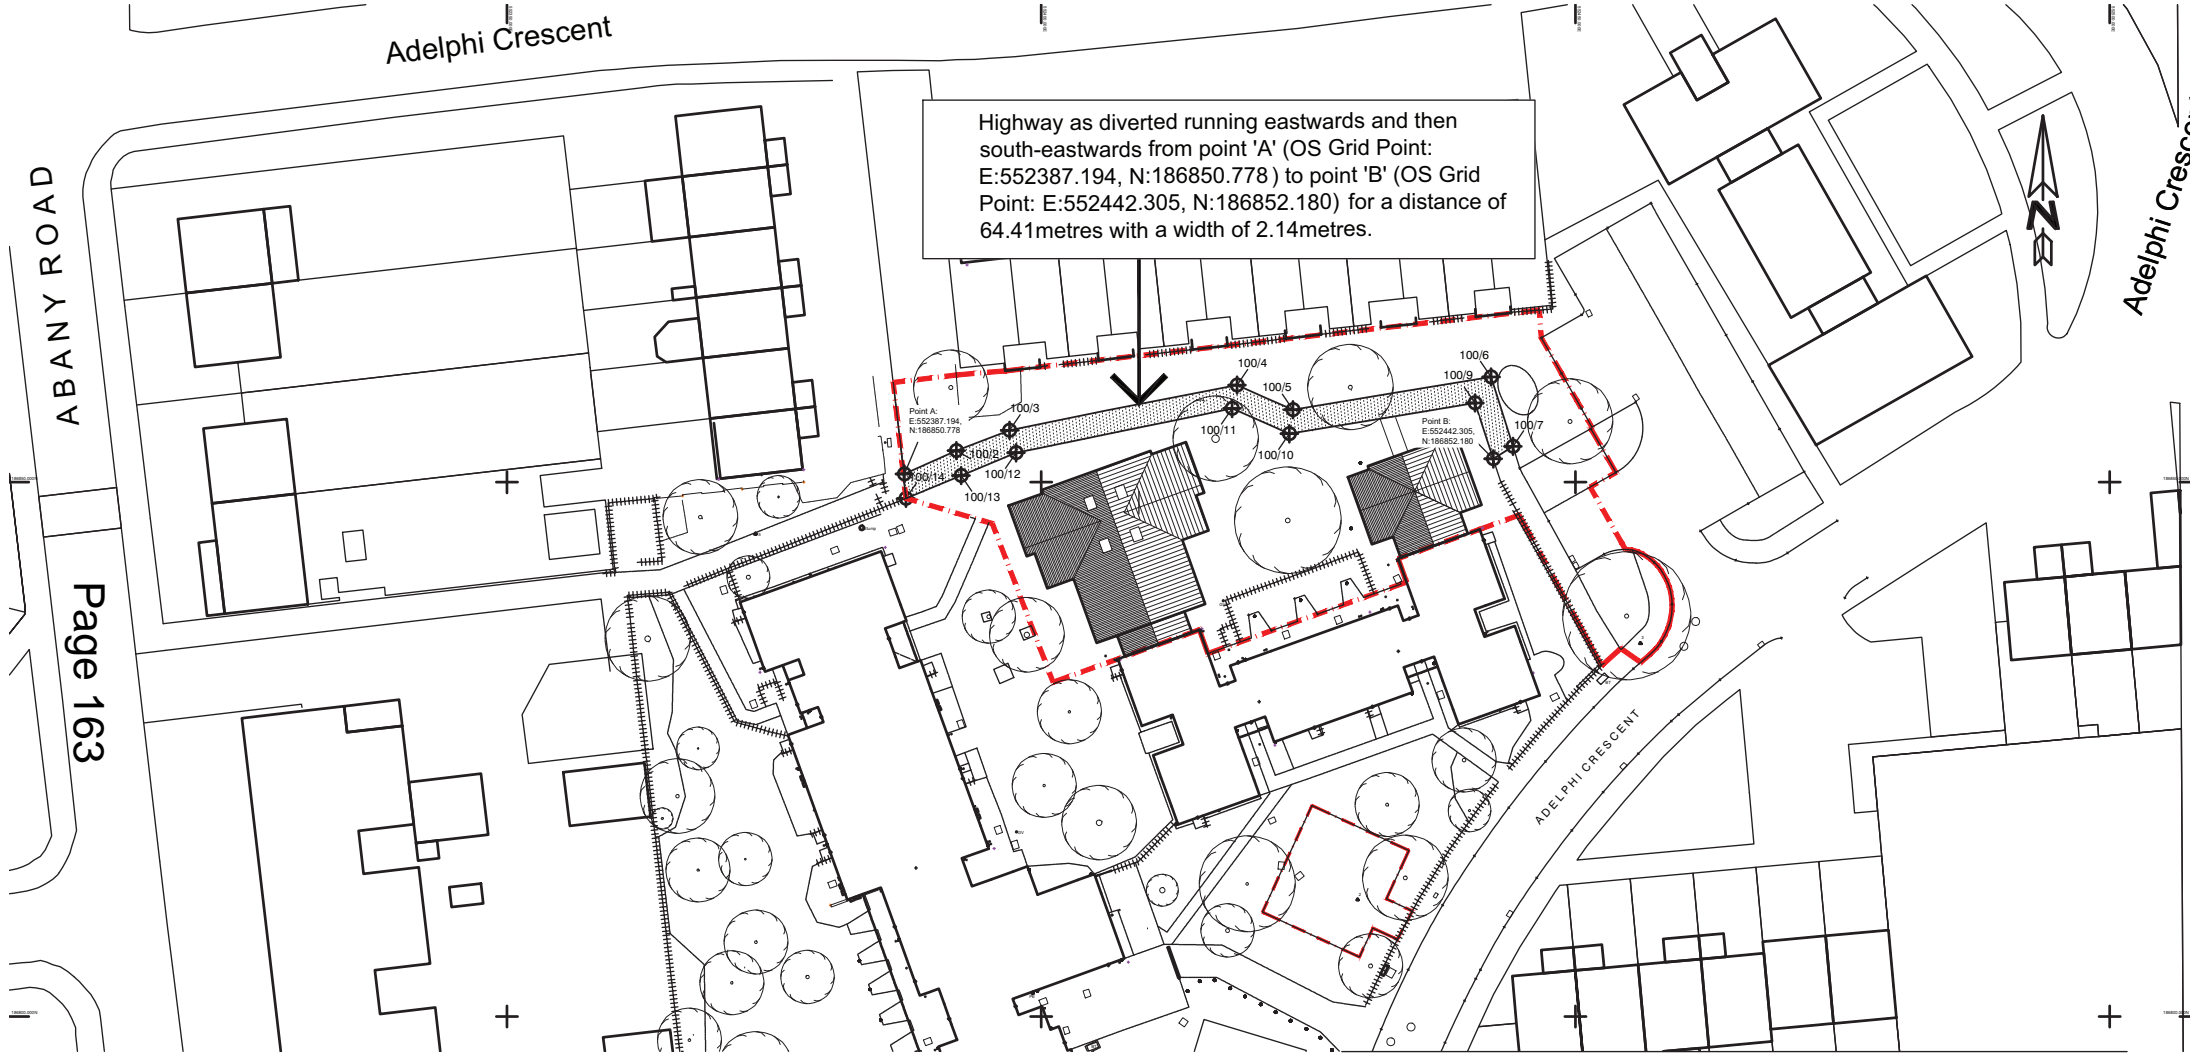 Adelphi Crescent
Highway as diverted running eastwards and then
south-eastwards from point 'A' (OS Grid Point:
E:552387.194, N:186850.778) to point 'B' (OS Grid
Point: E:552442.305, N:186852.180) for a distance of
64.41metres with a width of 2.14metres.
N
Adelphi Crescent
ABANY ROAD
Page 163
100/4
100/6
100/5
100/9
100/3
Point A:
E:552387.194,
N:186850.778
Point B:
E:552442.305,
N:186852.180
100/7
100/11
100/10
100/2
100/12
100/14
100/13
ADELPHI CRESCENT